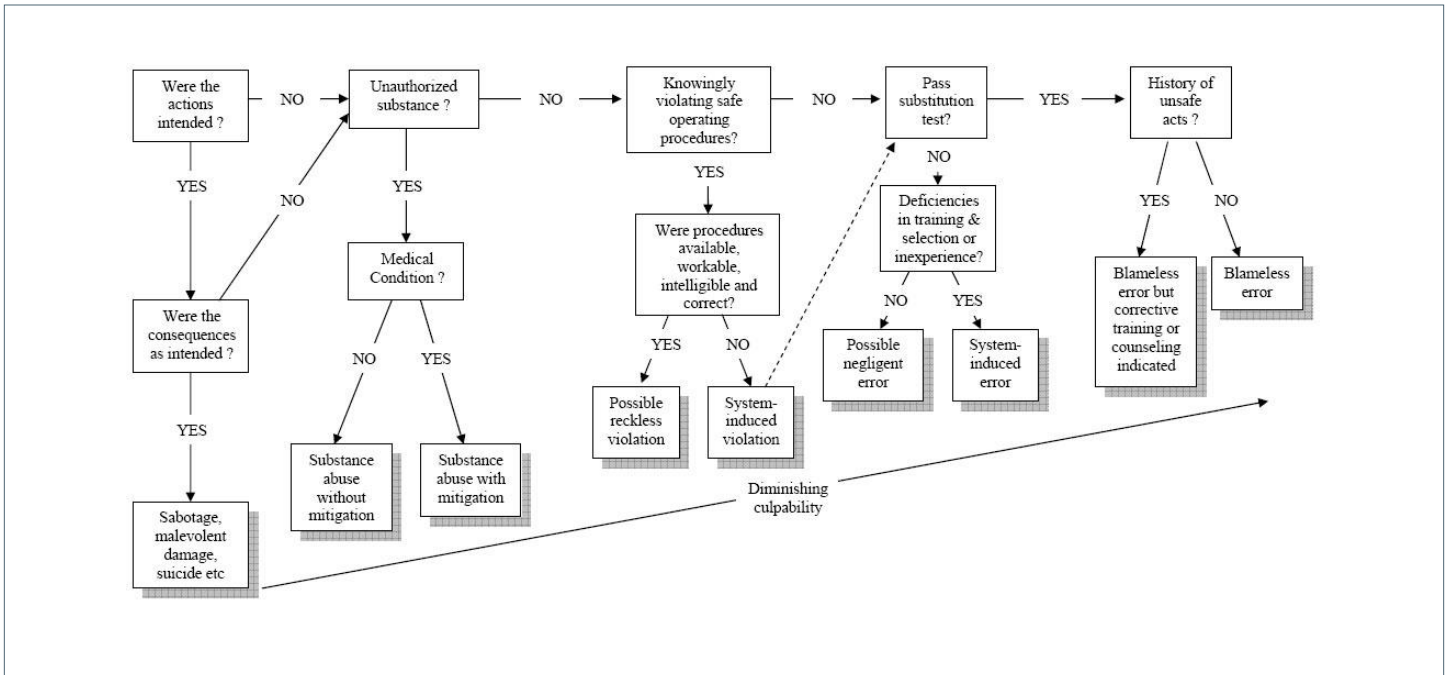 Were the
actions
intended ?
NO
Unauthorized
substance ?
NO
Knowingly
violating safe
operating
procedures?
NO
Pass
substitution
test?
YES
History of
unsafe
acts ?
YES
NO
YES
YES
NO
YES
NO
Were the
consequences
as intended ?
Medical
Condition ?
Were procedures
available,
workable,
intelligible and
correct?
Deficiencies
in training &
selection or
inexperience?
Blameless
error but
corrective
training or
counseling
indicated
Blameless
error
NO
YES
YES
NO
NO
YES
YES
Possible
reckless
violation
System-
induced
violation
Possible
negligent
error
System-
induced
error
Substance
abuse
without
mitigation
Substance
abuse with
mitigation
Sabotage,
malevolent
damage,
suicide etc
Diminishing
culpability